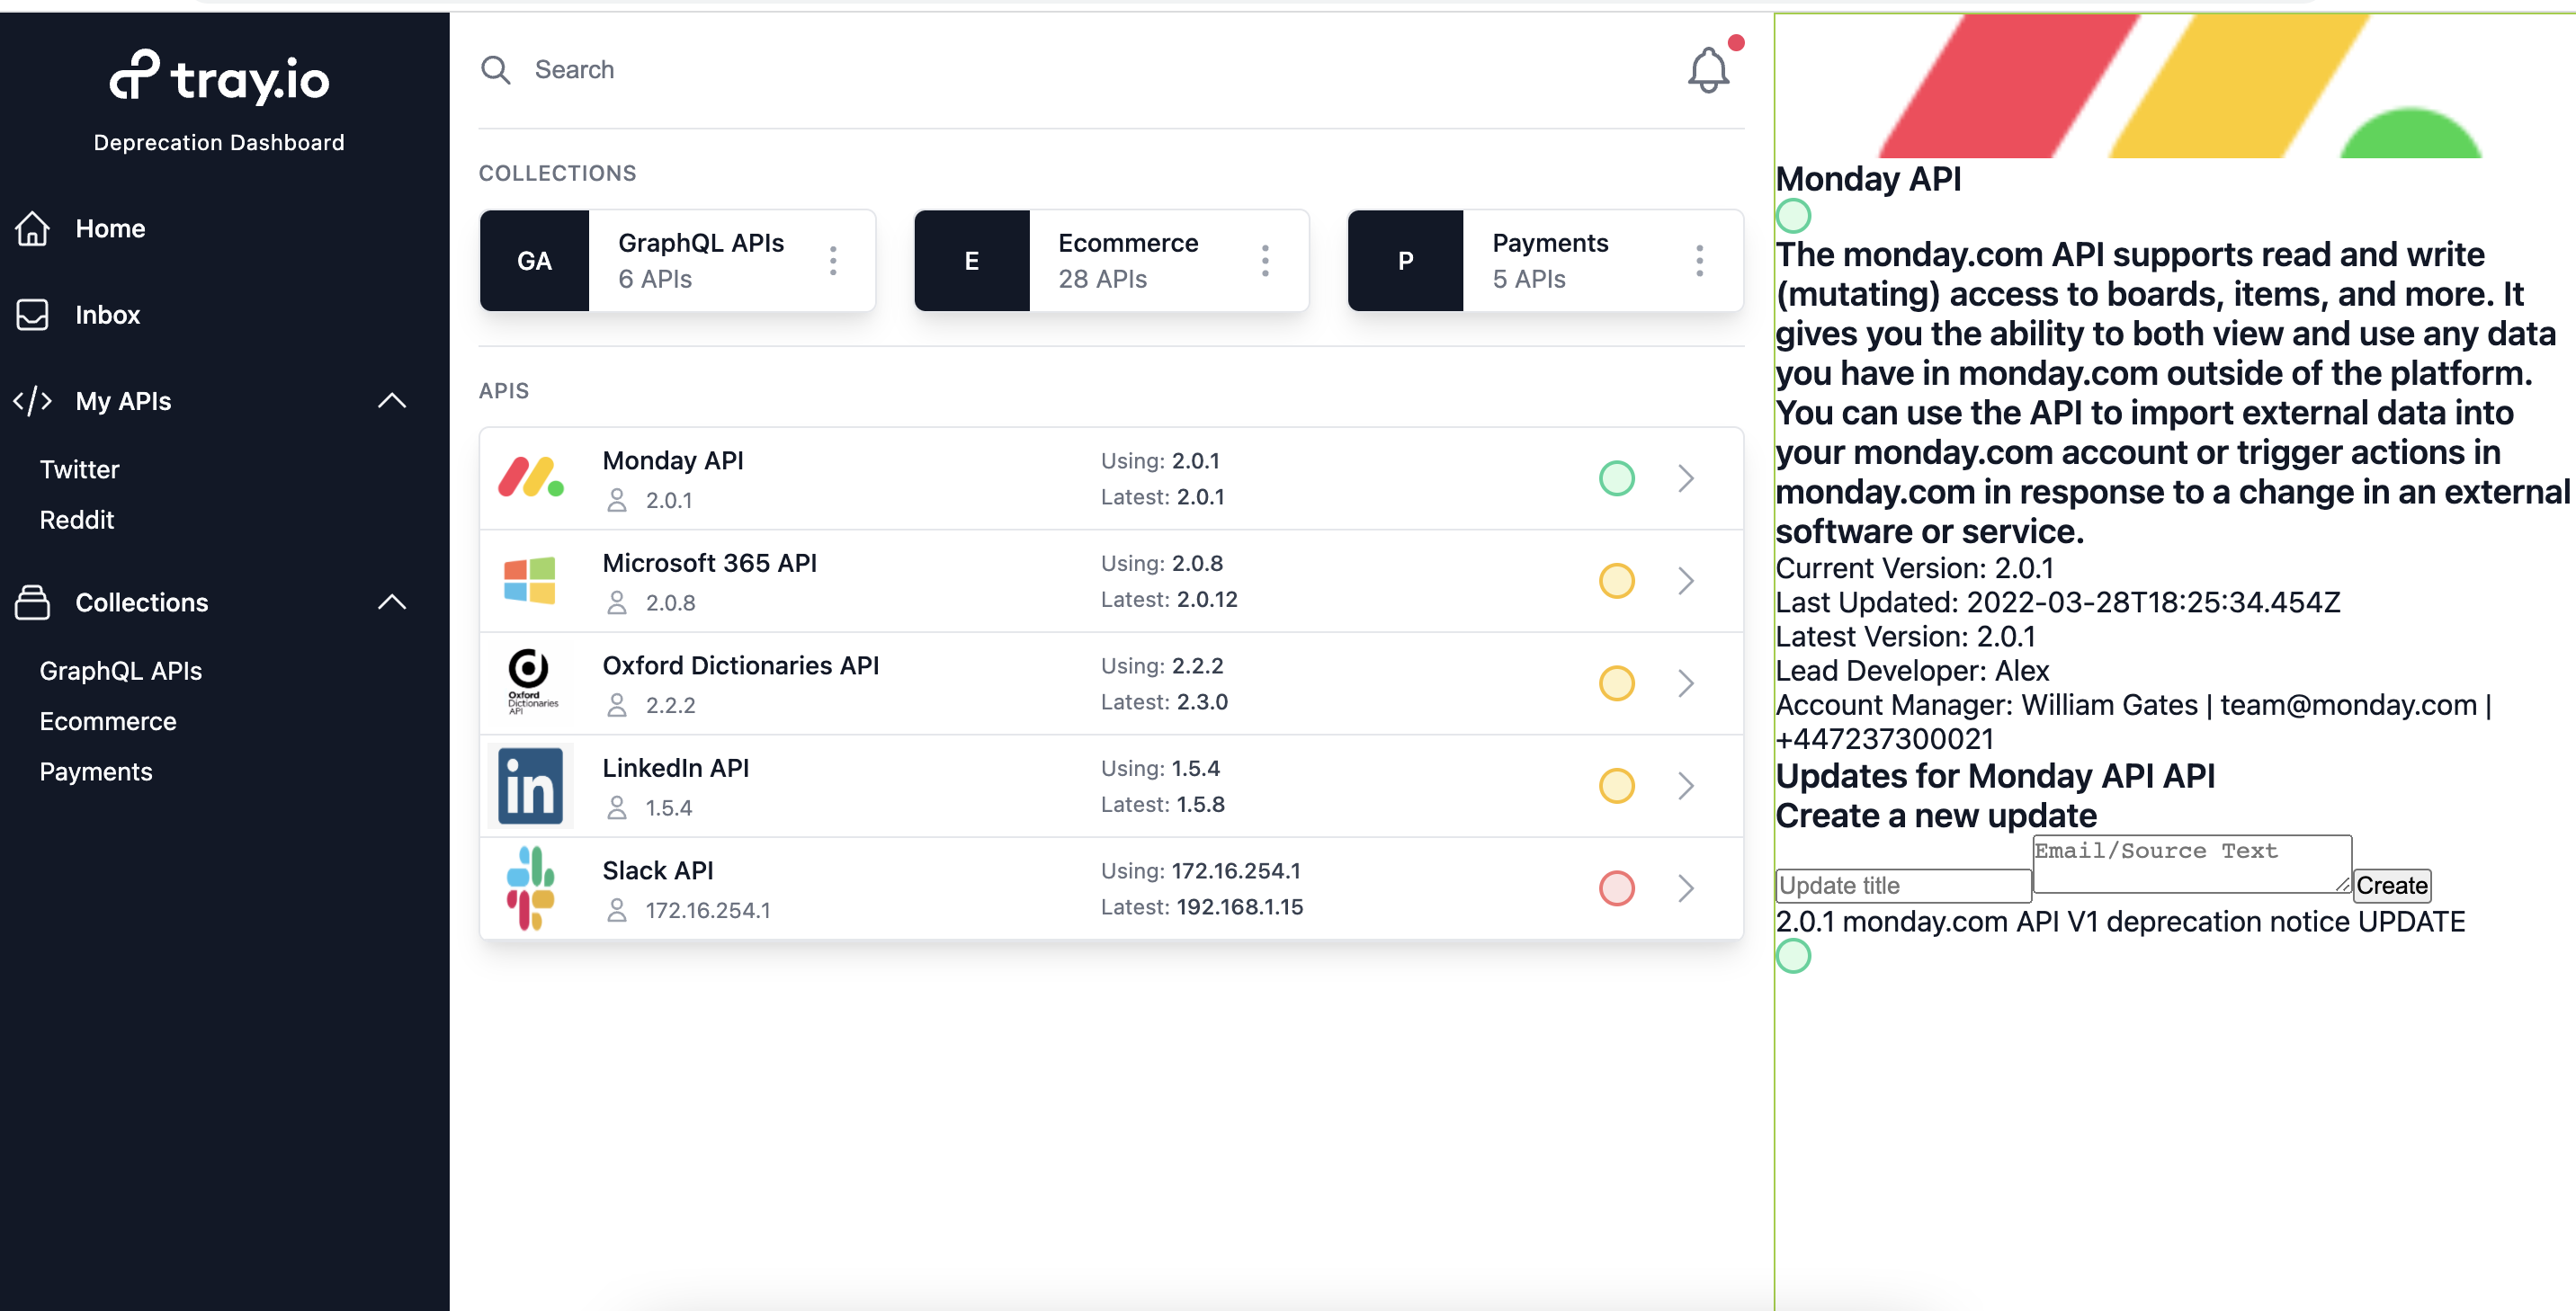 tray.io
Deprecation Dashboard
Home
Inbox
My APIs
Twitter
Reddit
Collections
GraphQL APIs
Ecommerce
Payments
Search
COLLECTIONS
GA
GraphQL APIs
6 APIs
E
Ecommerce
28 APIs
P
Payments
5 APIs
APIS
Monday API
2.0.1
Using: 2.0.1
Latest: 2.0.1
Microsoft 365 API
2.0.8
Using: 2.0.8
Latest: 2.0.12
Oxford
Dictionaries
API
Oxford Dictionaries API
2.2.2
Using: 2.2.2
Latest: 2.3.0
in
LinkedIn API
1.5.4
Using: 1.5.4
Latest: 1.5.8
Slack API
172.16.254.1
Using: 172.16.254.1
Latest: 192.168.1.15
Monday API
The monday.com API supports read and write
(mutating) access to boards, items, and more. It
gives you the ability to both view and use any data
you have in monday.com outside of the platform.
You can use the API to import external data into
your monday.com account or trigger actions in
monday.com in response to a change in an external
software or service.
Current Version: 2.0.1
Last Updated: 2022-03-28T18:25:34.454Z
Latest Version: 2.0.1
Lead Developer: Alex
Account Manager: William Gates | team@monday.com |
+447237300021
Updates for Monday API API
Create a new update
Update title
Email/Source Text
Create
2.0.1 monday.com API V1 deprecation notice UPDATE